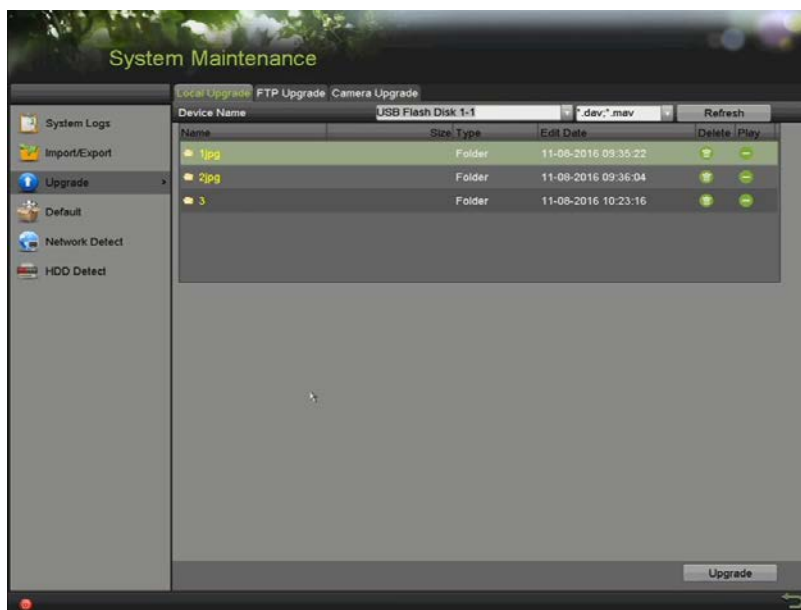 System Maintenance
Local Upgrade FTP Upgrade Camera Upgrade
Device Name USB Flash Disk 1-1 *.dav;*.mav Refresh
Name Size Type Edit Date Delete Play
1jpg Folder 11-08-2016 09:35:22
2jpg Folder 11-08-2016 09:36:04
3 Folder 11-08-2016 10:23:16
System Logs
Import/Export
Upgrade
Default
Network Detect
HDD Detect
Upgrade